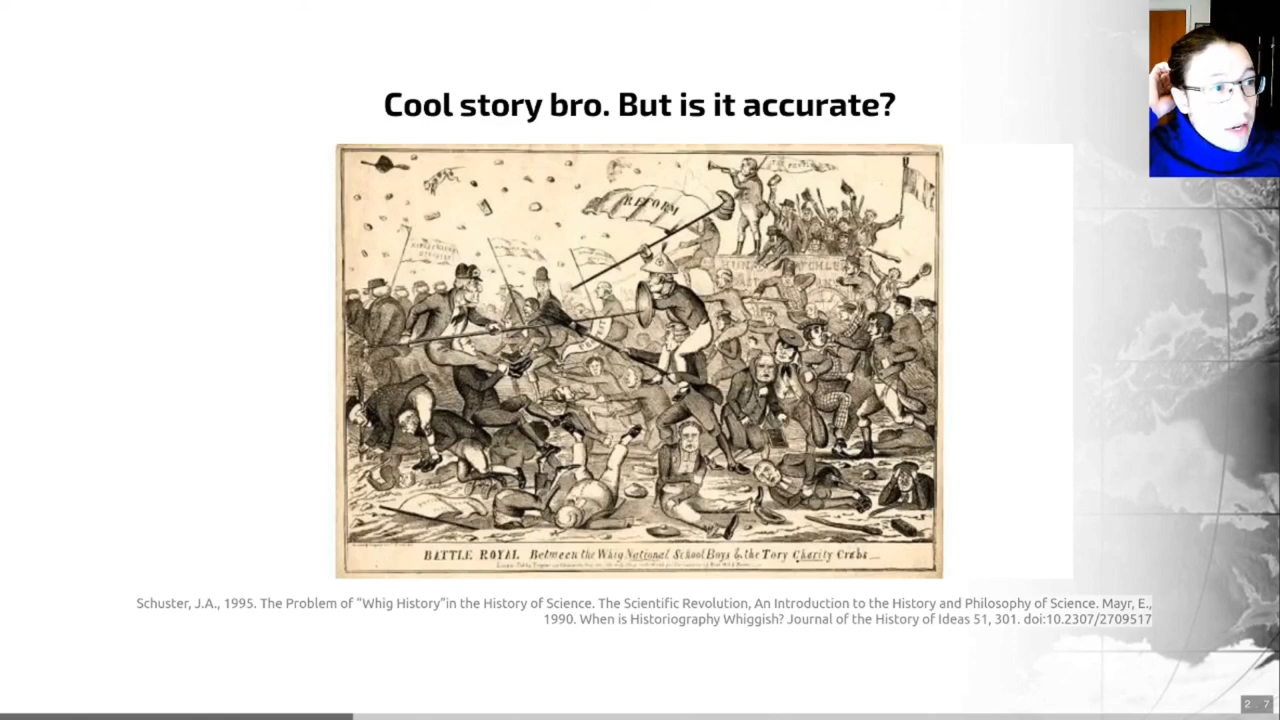 Cool story bro. But is it accurate?
REFORM
BATTLE ROYAL Between the Whig National School Boys & the Tory Charity Crabs
Schuster, J.A., 1995. The Problem of “Whig History”in the History of Science. The Scientific Revolution, An Introduction to the History and Philosophy of Science. Mayr, E.,
1990. When is Historiography Whiggish? Journal of the History of Ideas 51, 301. doi:10.2307/2709517
2 . 7